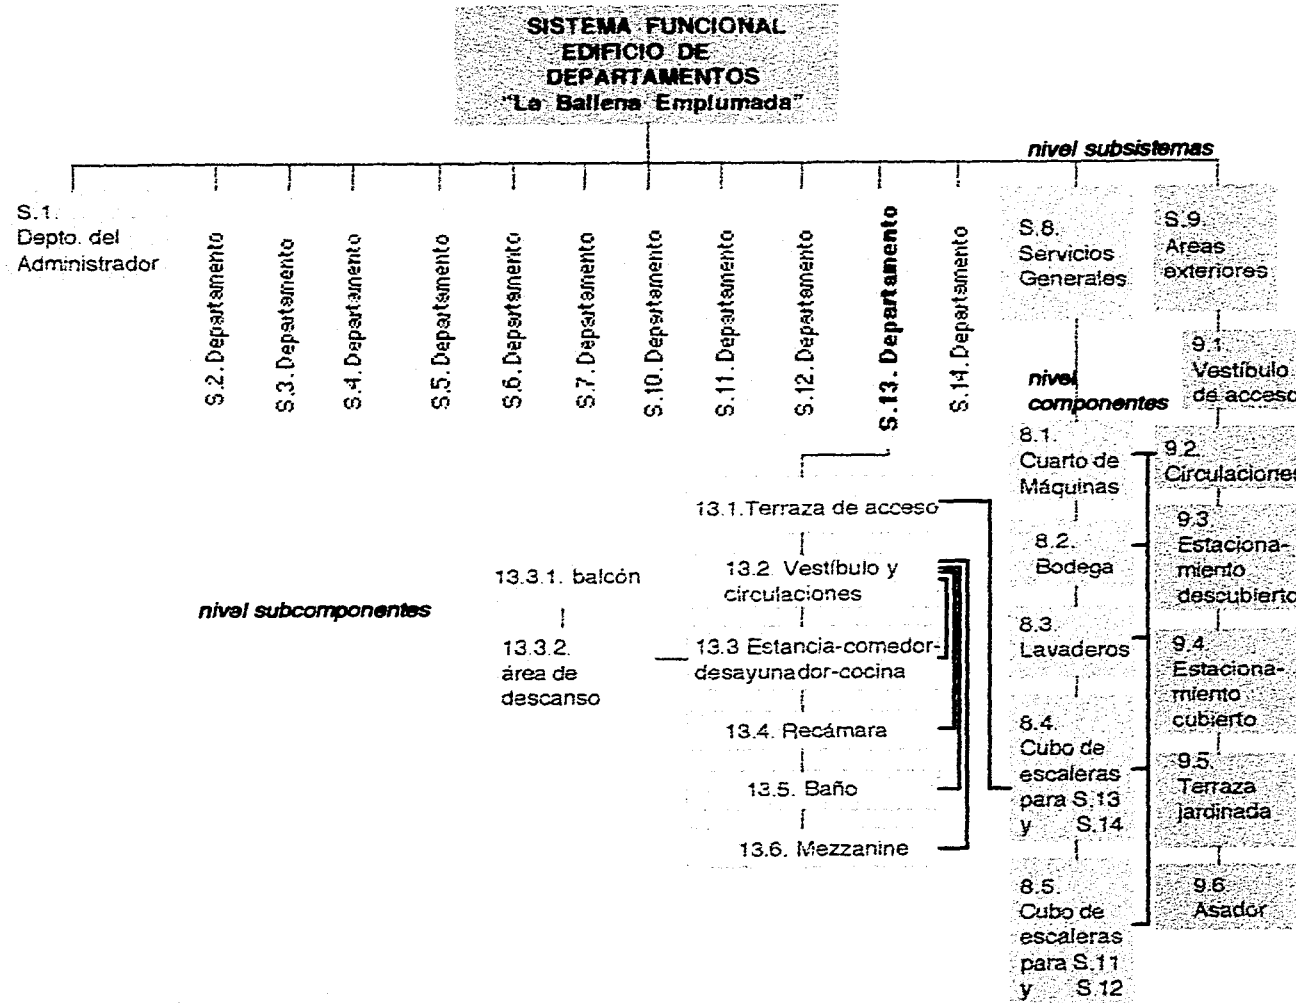 SISTEMA FUNCIONAL
EDIFICIO DE
DEPARTAMENTOS
"La Ballena Emplumada"
nivel subsistemas
S.1.
Depto. del
Administrador
S.2. Departamento
S.3. Departamento
S.4. Departamento
S.5. Departamento
S.6. Departamento
S.7. Departamento
S.10. Departamento
S.11. Departamento
S.12. Departamento
S.13. Departamento
S.14. Departamento
S.8.
Servicios
Generales
S.9.
Areas
exteriores
nivel
componentes
13.1.Terraza de acceso
13.2. Vestíbulo y
circulaciones
13.3 Estancia-comedor-
desayunador-cocina
13.4. Recámara
13.5. Baño
13.6. Mezzanine
nivel subcomponentes
13.3.1. balcón
13.3.2.
área de
descanso
8.1.
Cuarto de
Máquinas
8.2.
Bodega
8.3.
Lavaderos
8.4.
Cubo de
escaleras
para S.13
y S.14
8.5.
Cubo de
escaleras
para S.11
y S.12
9.1.
Vestíbulo
de acceso
9.2.
Circulaciones
9.3
Estaciona-
miento
descubierto
9.4.
Estaciona-
miento
cubierto
9.5.
Terraza
jardinada
9.6.
Asador